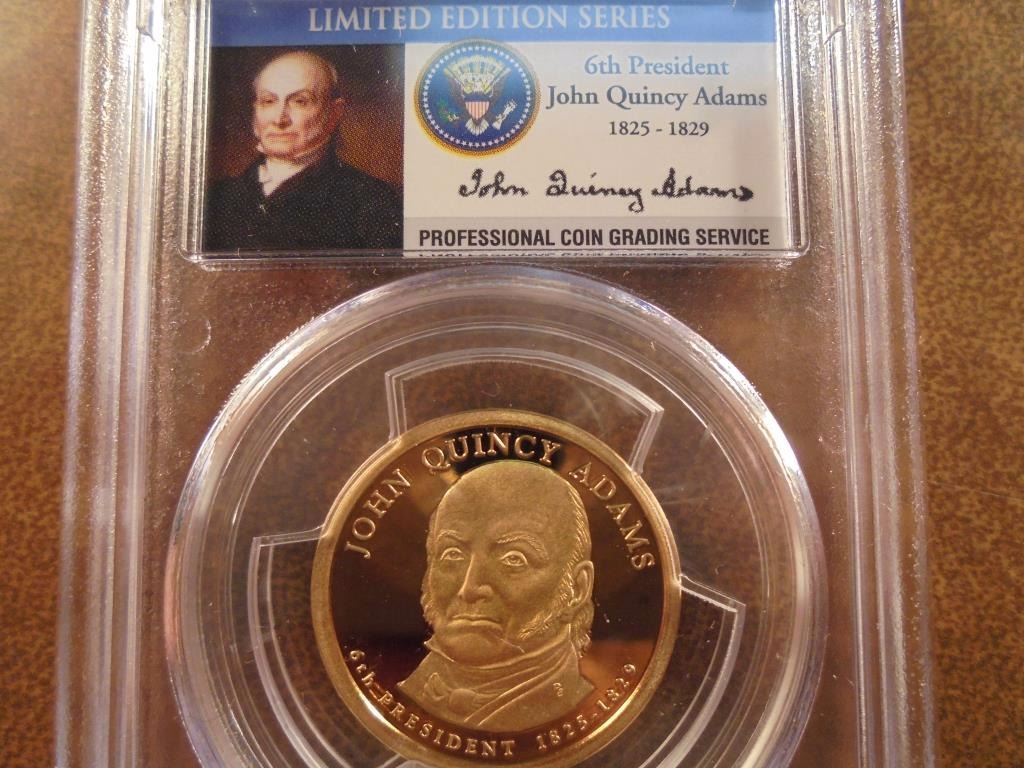 LIMITED EDITION SERIES
6th President
John Quincy Adams
1825 - 1829
John Quincy Adams
PROFESSIONAL COIN GRADING SERVICE
JOHN QUINCY ADAMS
6th PRESIDENT 1825-1829